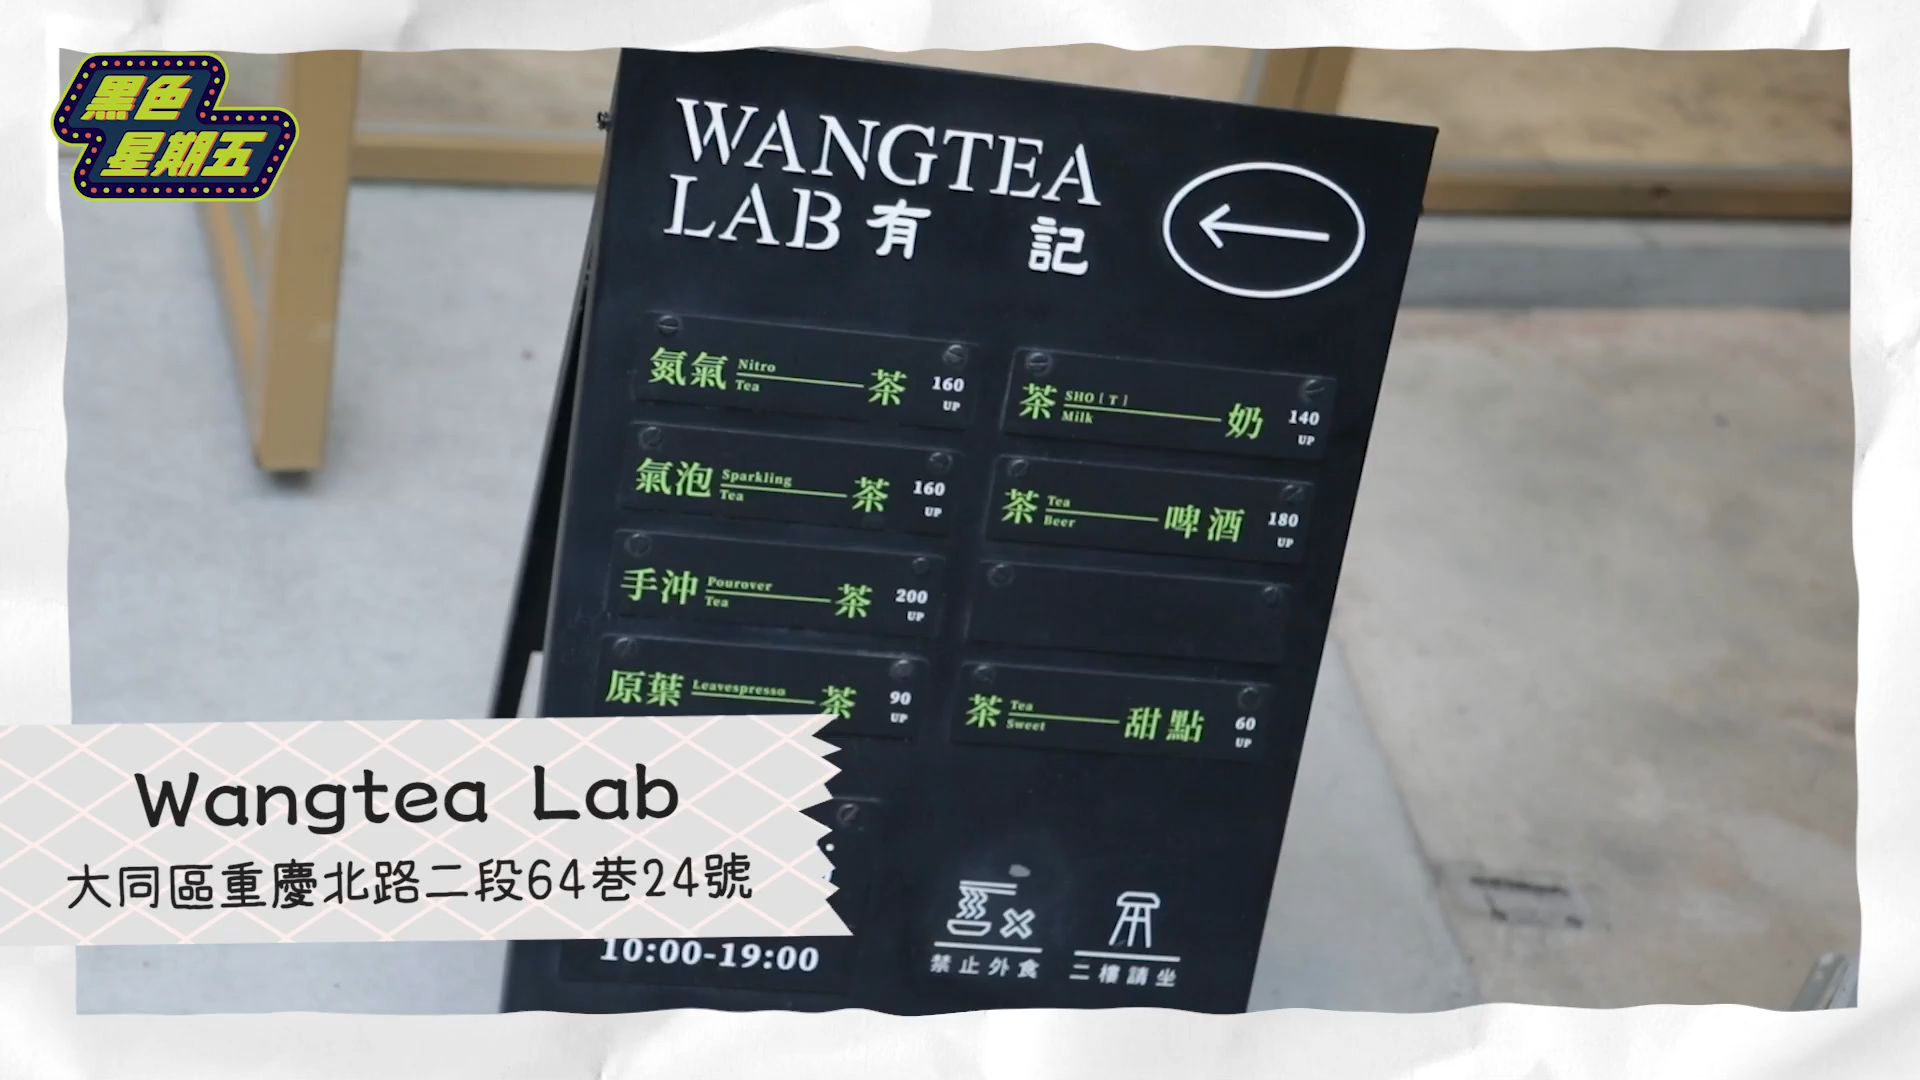 黑色
星期五
WANGTEA
LAB 有記
氮氣 Nitro Tea 茶 160 UP
氣泡 Sparkling Tea 茶 160 UP
手沖 Pourover Tea 茶 200 UP
原葉 Leavespresso 茶 90 UP
茶 SHO [ T ] Milk 奶 140 UP
茶 Tea Beer 啤酒 180 UP
茶 Tea Sweet 甜點 60 UP
10:00-19:00
禁止外食
二樓請坐
Wangtea Lab
大同區重慶北路二段64巷24號